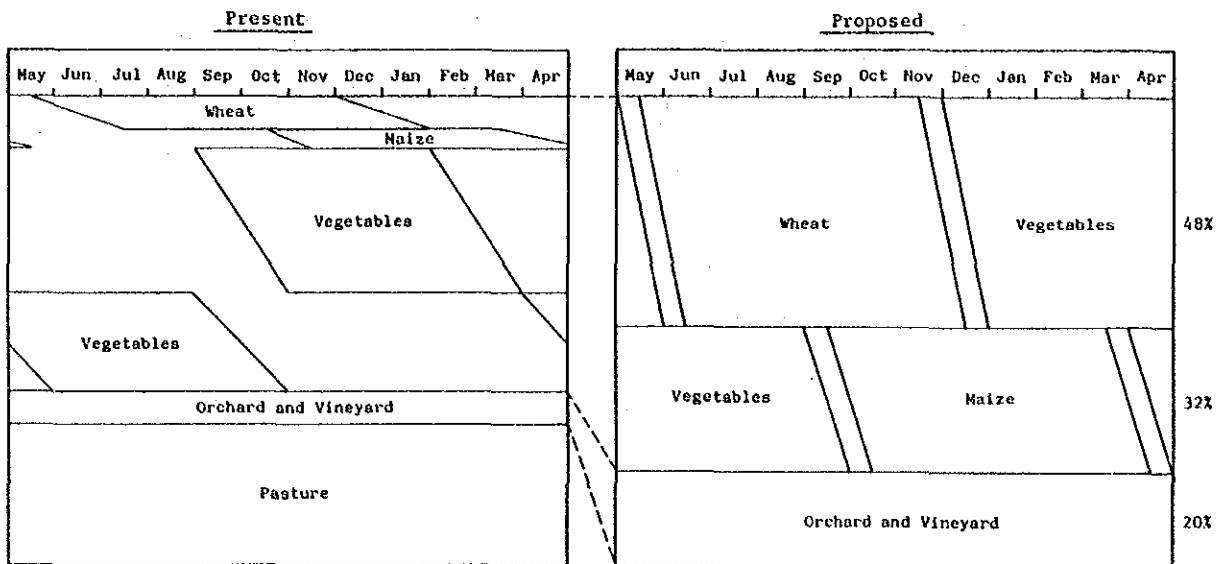 Present
May Jun Jul Aug Sep Oct Nov Dec Jan Feb Mar Apr
Wheat
Maize
Vegetables
Vegetables
Orchard and Vineyard
Pasture
Proposed
May Jun Jul Aug Sep Oct Nov Dec Jan Feb Mar Apr
Wheat Vegetables 48%
Vegetables Maize 32%
Orchard and Vineyard 20%